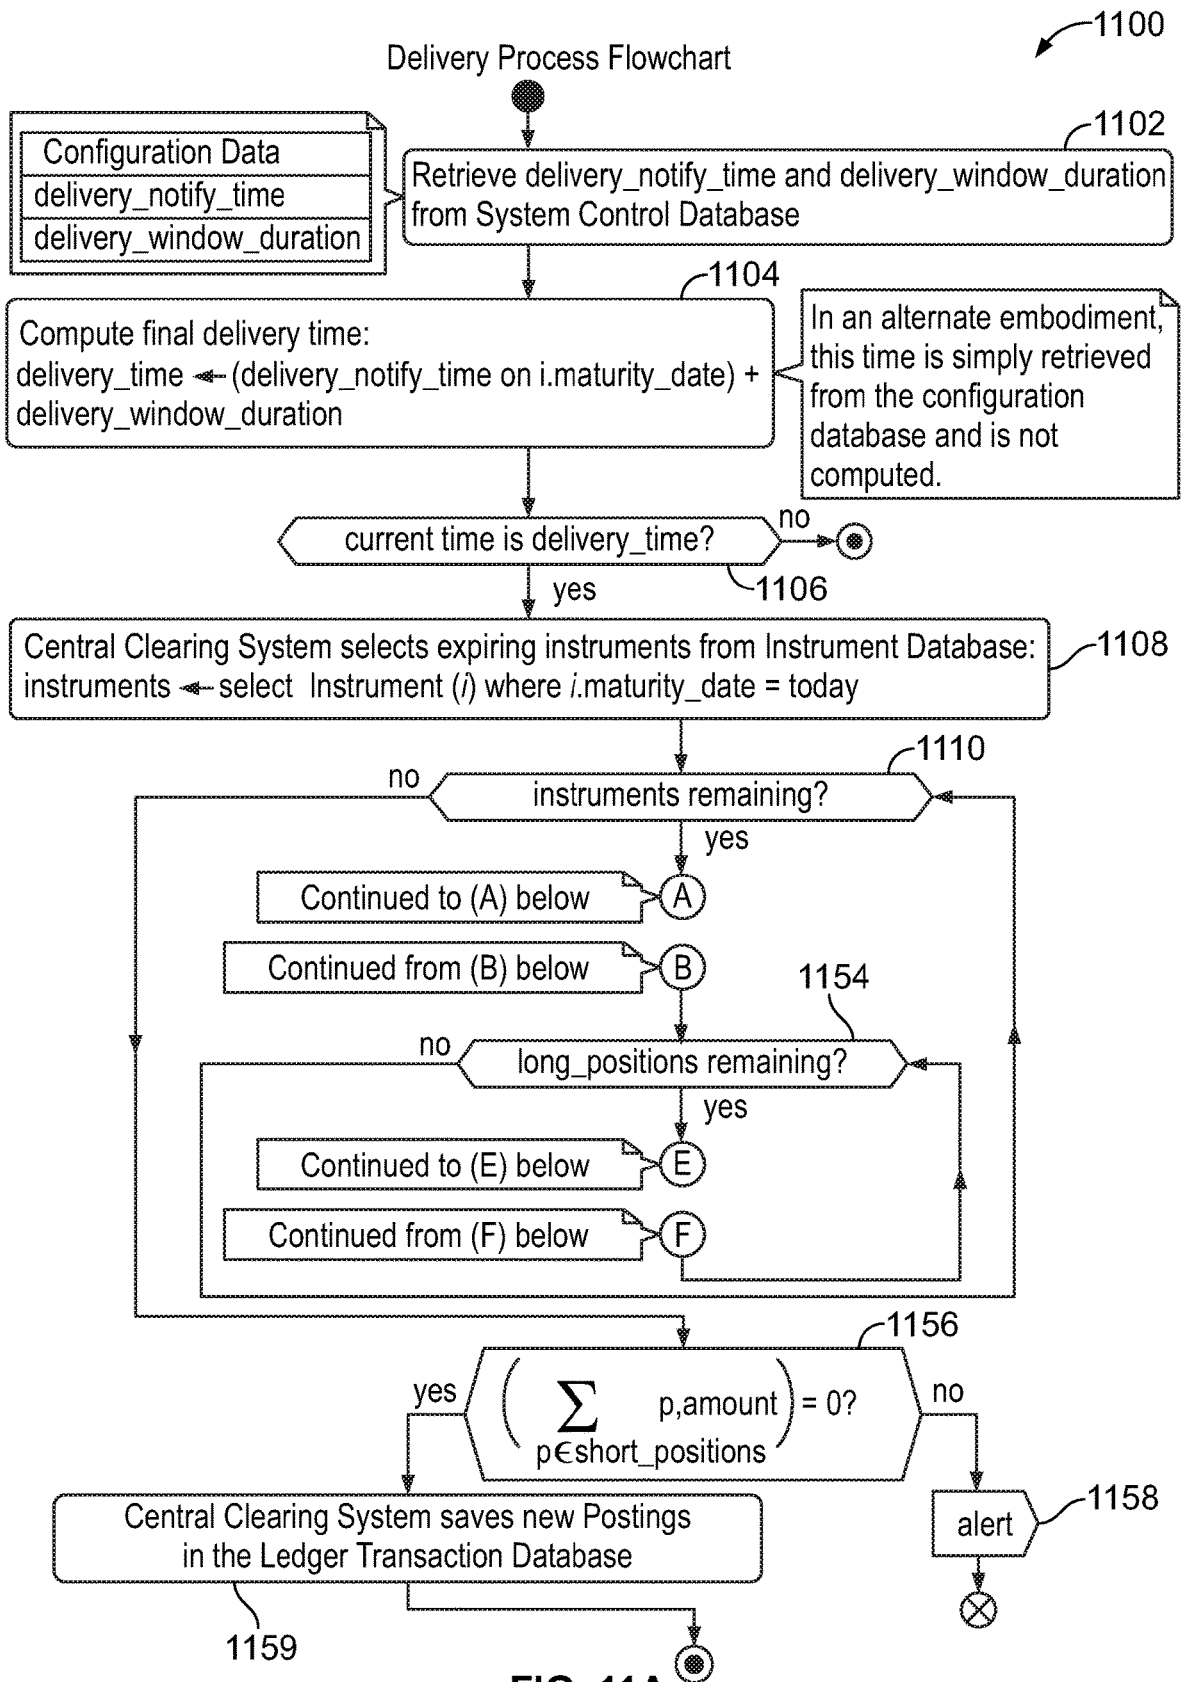 1100
Delivery Process Flowchart
1102
Configuration Data
delivery_notify_time
delivery_window_duration
Retrieve delivery_notify_time and delivery_window_duration
from System Control Database
1104
Compute final delivery time:
delivery_time ← (delivery_notify_time on i.maturity_date) +
delivery_window_duration
In an alternate embodiment,
this time is simply retrieved
from the configuration
database and is not
computed.
current time is delivery_time?
no
1106
yes
Central Clearing System selects expiring instruments from Instrument Database:
instruments ← select Instrument (i) where i.maturity_date = today
1108
1110
no
instruments remaining?
yes
Continued to (A) below
A
Continued from (B) below
B
1154
no
long_positions remaining?
yes
Continued to (E) below
E
Continued from (F) below
F
1156
yes
( ∑ p,amount ) = 0?
p∈short_positions
no
Central Clearing System saves new Postings
in the Ledger Transaction Database
1159
alert
1158
FIG. 11A